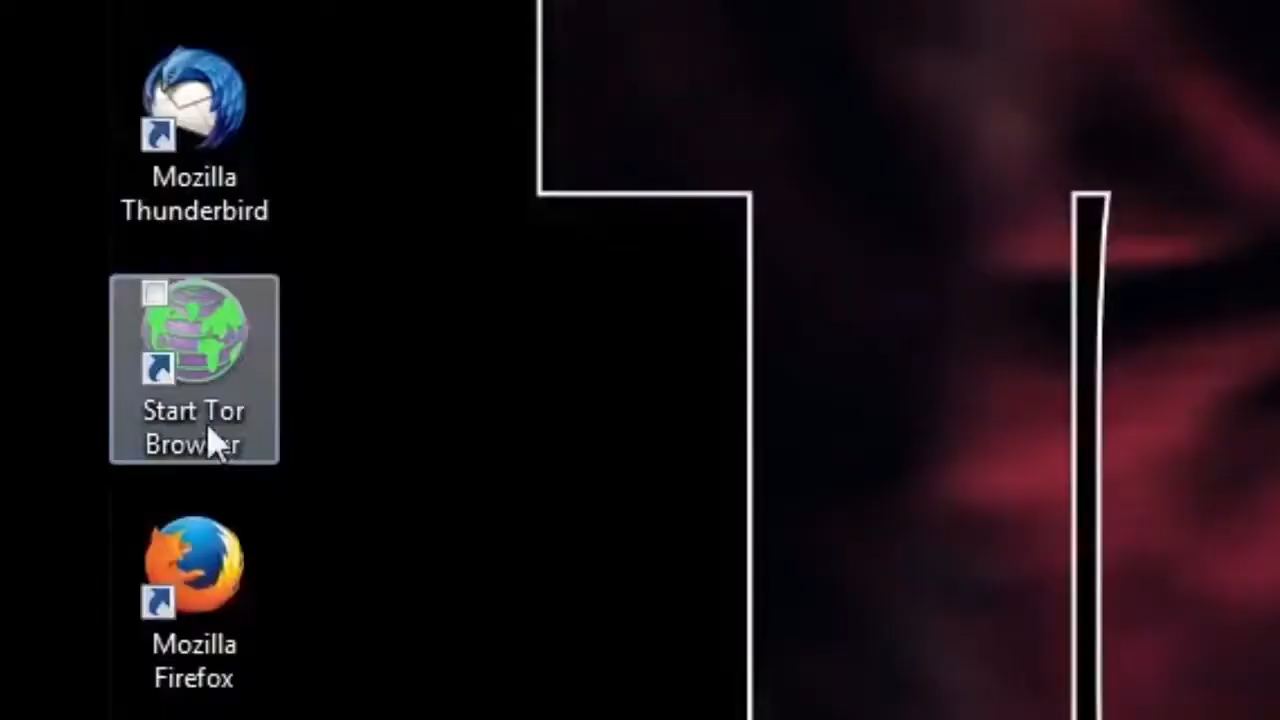 Mozilla
Thunderbird
Start Tor
Browser
Mozilla
Firefox